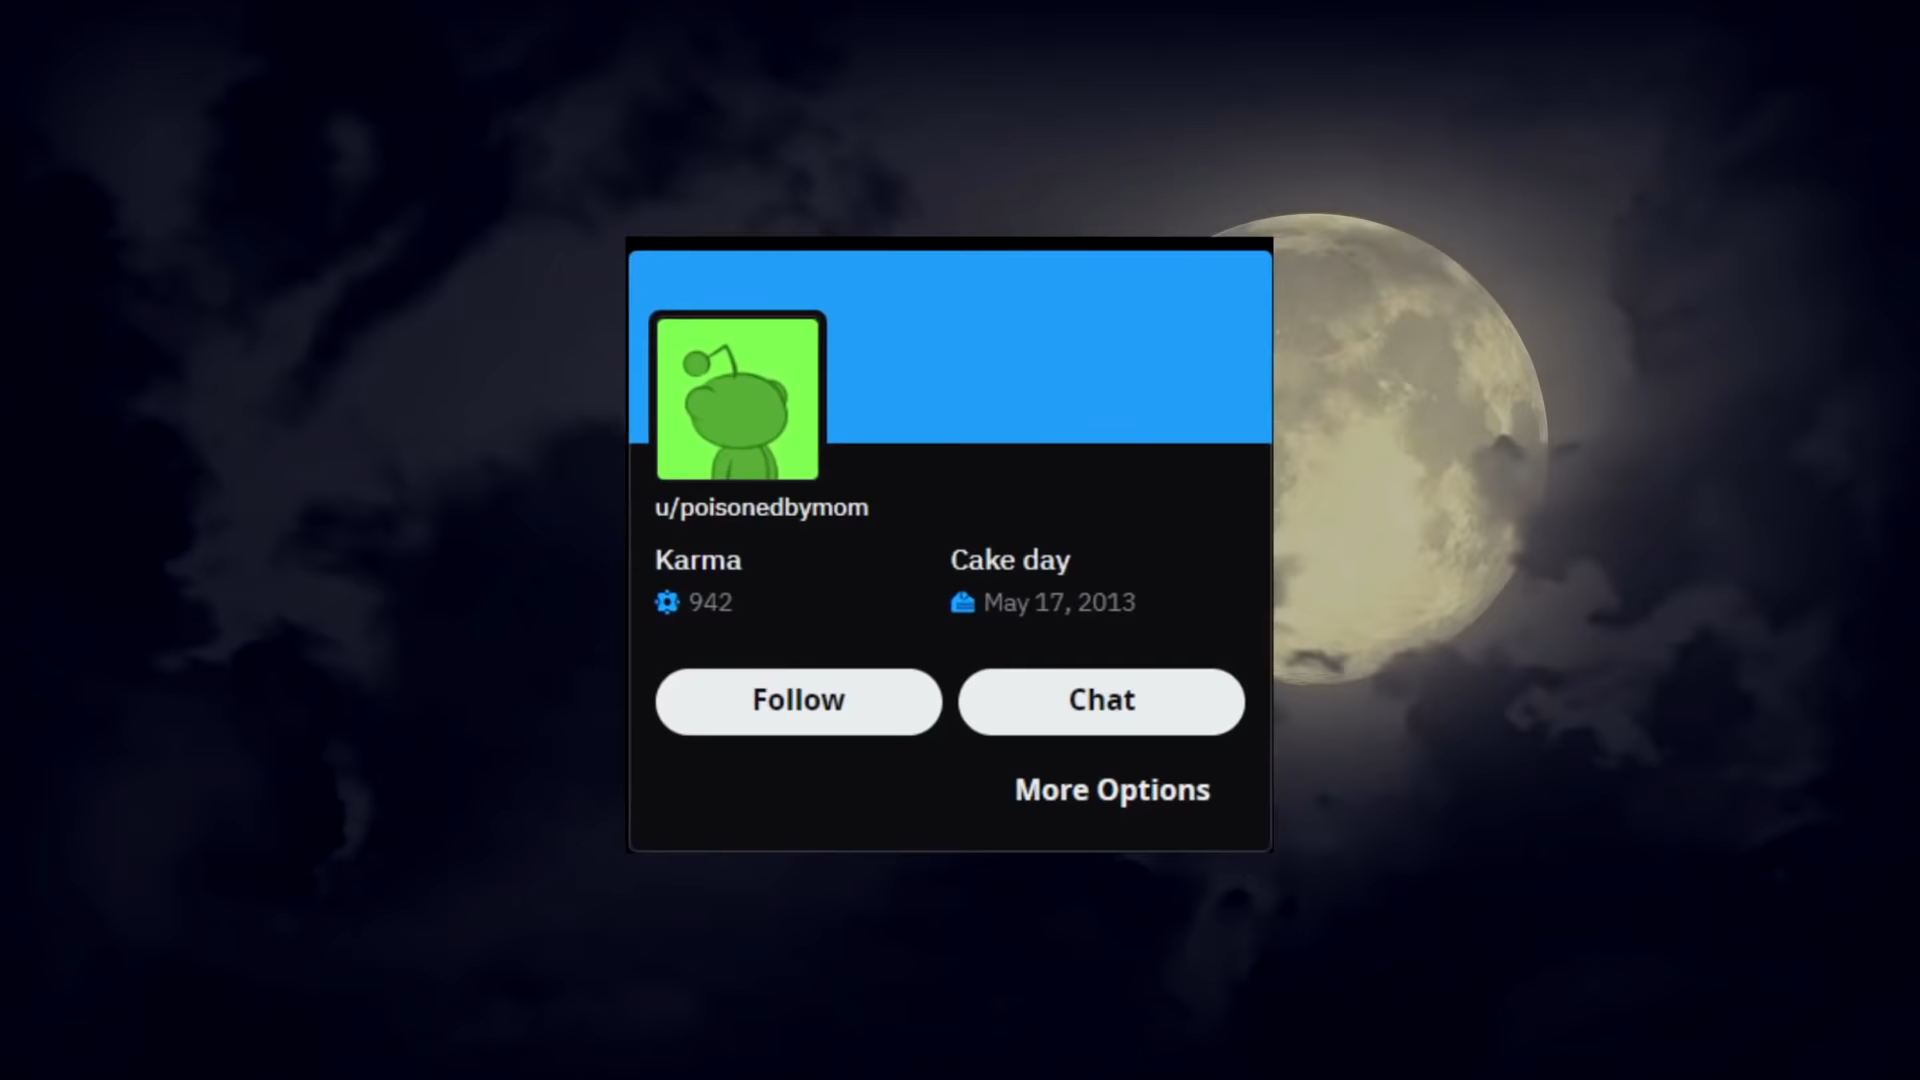 u/poisonedbymom
Karma
Cake day
942
May 17, 2013
Follow
Chat
More Options